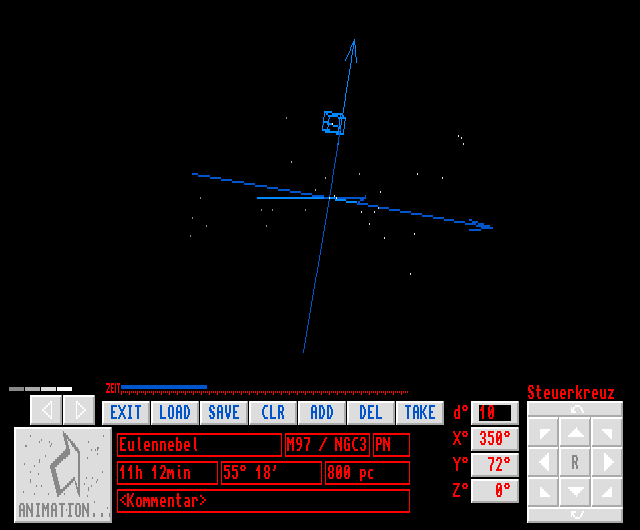 ZEIT
Steuerkreuz
EXIT LOAD SAVE CLR ADD DEL TAKE
d° 10
Eulennebel M97 / NGC3 PN
X° 350°
11h 12min 55° 18' 800 pc
Y° 72°
R
<Kommentar>
Z° 0°
ANIMATION...